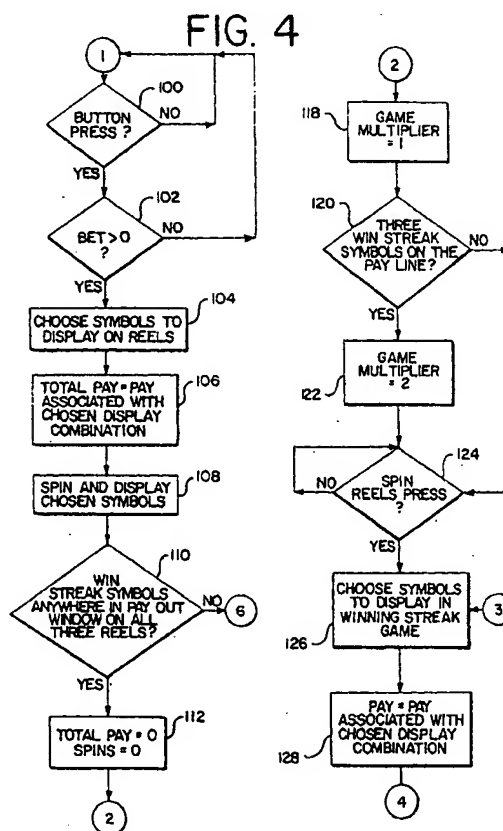 FIG. 4
1
100
BUTTON
PRESS ?
NO
YES
102
BET > 0
?
NO
YES
104
CHOOSE SYMBOLS TO
DISPLAY ON REELS
106
TOTAL PAY = PAY
ASSOCIATED WITH
CHOSEN DISPLAY
COMBINATION
108
SPIN AND DISPLAY
CHOSEN SYMBOLS
110
WIN
STREAK SYMBOLS
ANYWHERE IN PAY OUT
WINDOW ON ALL
THREE REELS?
NO
6
YES
112
TOTAL PAY = 0
SPINS = 0
2
2
118
GAME
MULTIPLIER
= 1
120
THREE
WIN STREAK
SYMBOLS ON THE
PAY LINE?
NO
YES
GAME
MULTIPLIER
= 2
122
124
NO
SPIN
REELS PRESS
?
YES
CHOOSE SYMBOLS
TO DISPLAY IN
WINNING STREAK
GAME
126
3
PAY = PAY
ASSOCIATED WITH
CHOSEN DISPLAY
COMBINATION
128
4